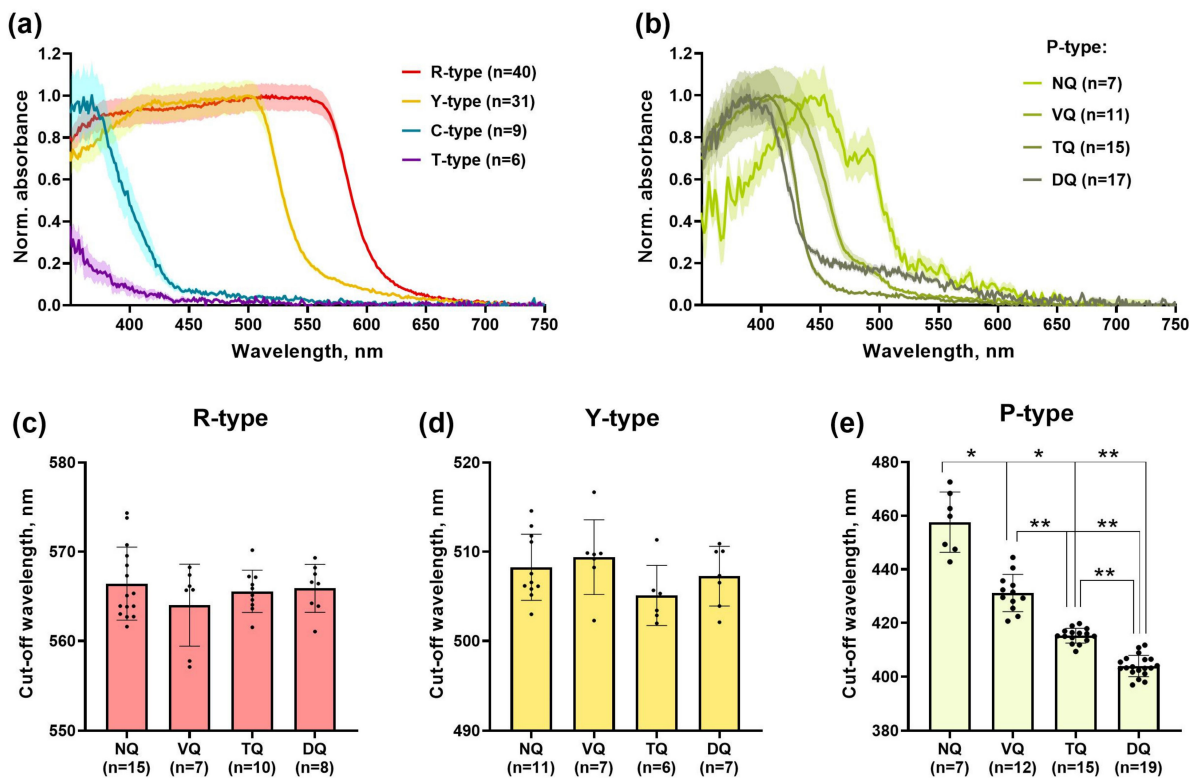 (a)
1.2
1.0
0.8
0.6
0.4
0.2
0.0
Norm. absorbance
400 450 500 550 600 650 700 750
Wavelength, nm
R-type (n=40)
Y-type (n=31)
C-type (n=9)
T-type (n=6)
(b)
1.2
1.0
0.8
0.6
0.4
0.2
0.0
Norm. absorbance
400 450 500 550 600 650 700 750
Wavelength, nm
P-type:
NQ (n=7)
VQ (n=11)
TQ (n=15)
DQ (n=17)
(c)
R-type
580
570
560
550
Cut-off wavelength, nm
NQ VQ TQ DQ
(n=15) (n=7) (n=10) (n=8)
(d)
Y-type
520
510
500
490
Cut-off wavelength, nm
NQ VQ TQ DQ
(n=11) (n=7) (n=6) (n=7)
(e)
P-type
480
460
440
420
400
380
Cut-off wavelength, nm
* * **
** **
**
NQ VQ TQ DQ
(n=7) (n=12) (n=15) (n=19)